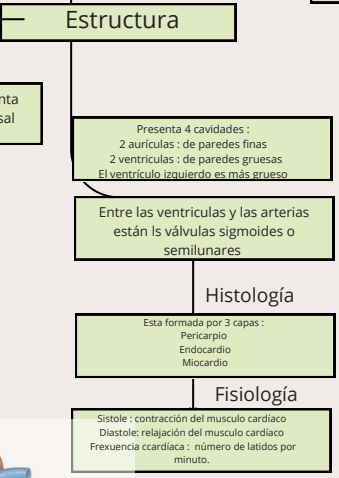 Estructura
nta
sal
Presenta 4 cavidades :
2 aurículas : de paredes finas
2 ventriculas : de paredes gruesas
El ventrículo izquierdo es más grueso
Entre las ventriculas y las arterias
están ls válvulas sigmoides o
semilunares
Histología
Esta formada por 3 capas :
Pericarpio
Endocardio
Miocardio
Fisiología
Sistole : contracción del musculo cardíaco
Diastole: relajación del musculo cardíaco
Frexuencia ccardíaca : número de latidos por
minuto.